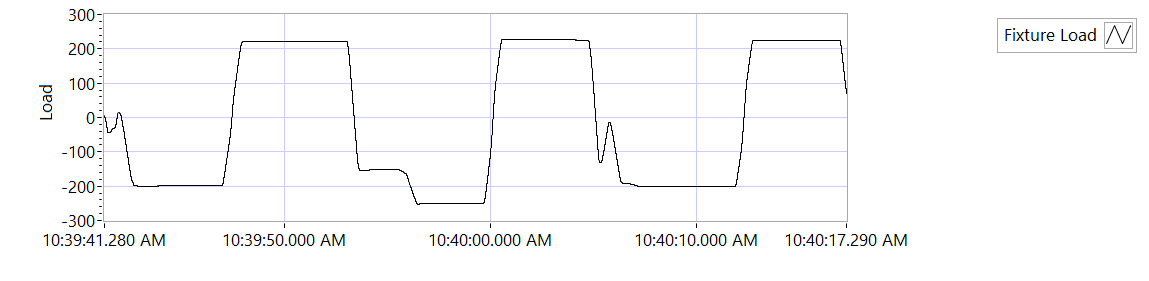 300
200
100
0
-100
-200
-300
Load
10:39:41.280 AM
10:39:50.000 AM
10:40:00.000 AM
10:40:10.000 AM
10:40:17.290 AM
Fixture Load